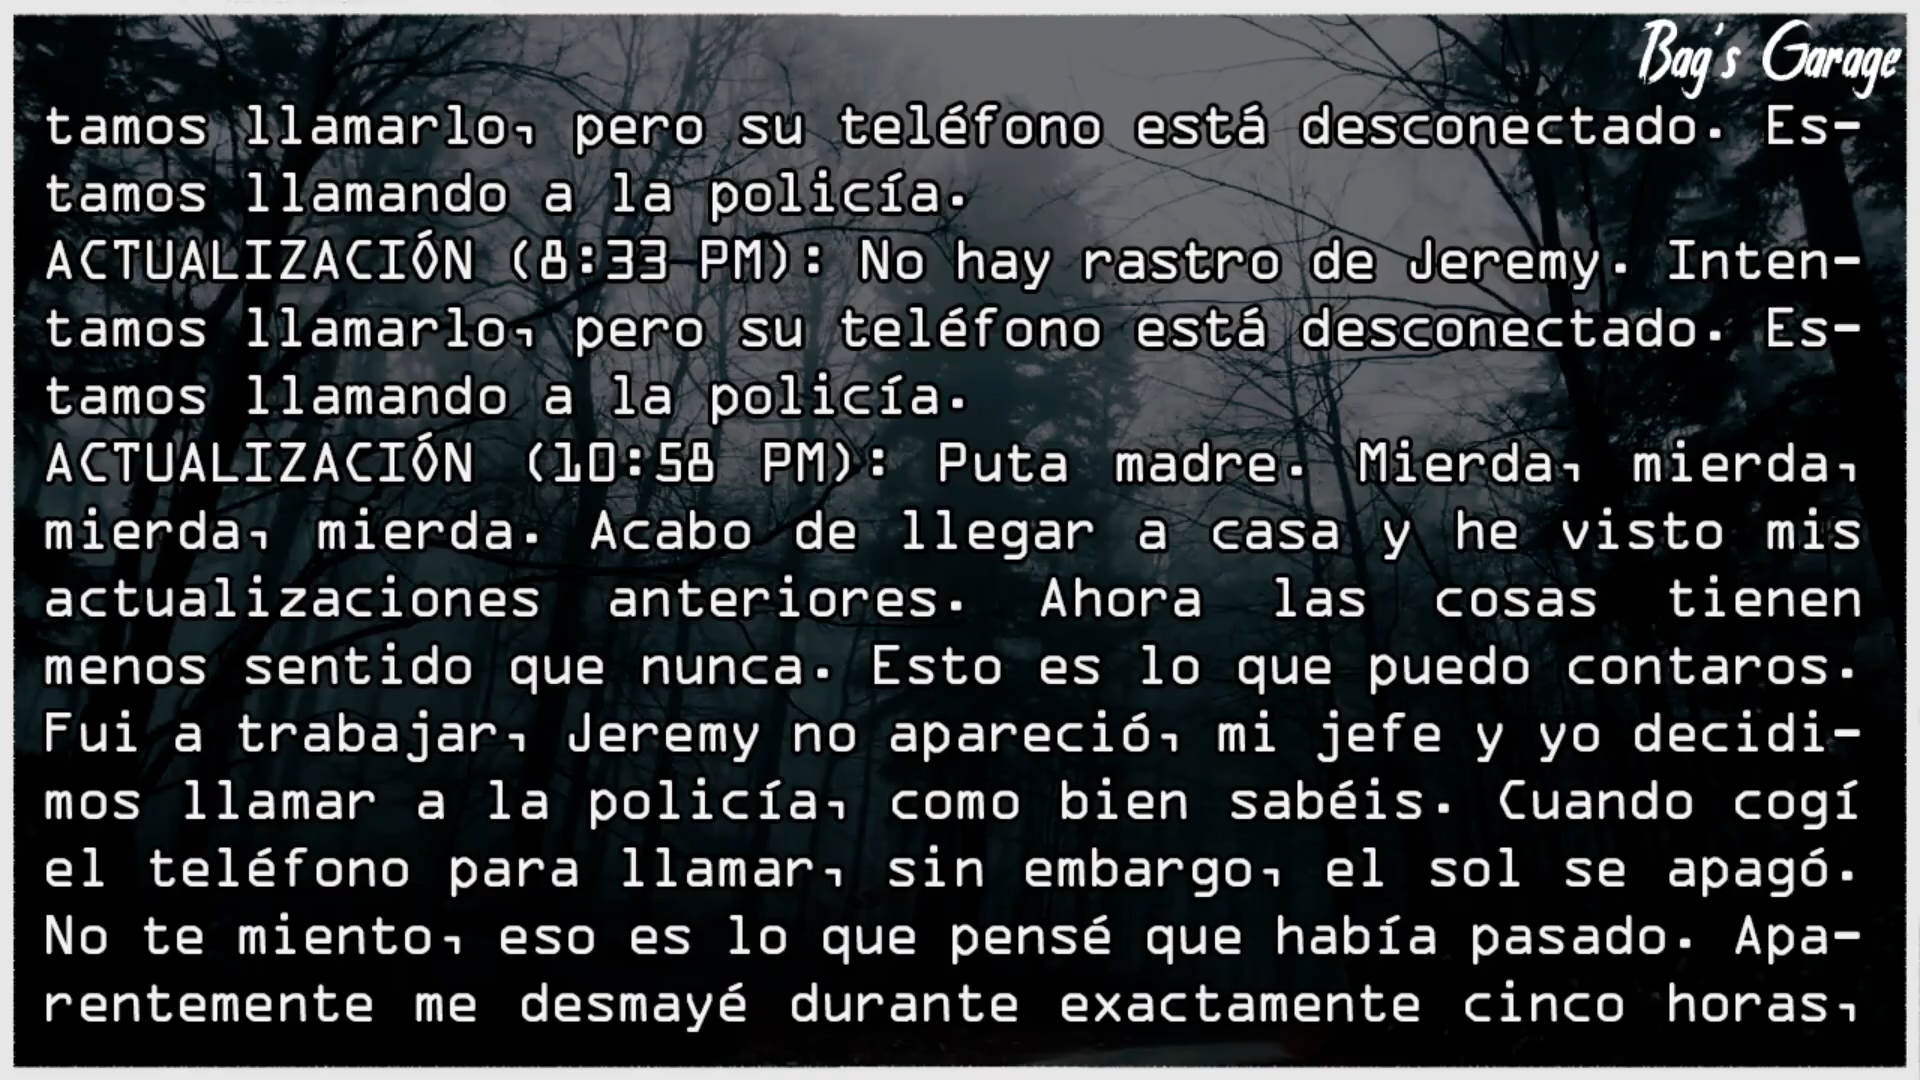 Bag's Garage
tamos llamarlo, pero su teléfono está desconectado. Es-
tamos llamando a la policía.
ACTUALIZACIÓN (8:33 PM): No hay rastro de Jeremy. Inten-
tamos llamarlo, pero su teléfono está desconectado. Es-
tamos llamando a la policía.
ACTUALIZACIÓN (10:58 PM): Puta madre. Mierda, mierda,
mierda, mierda. Acabo de llegar a casa y he visto mis
actualizaciones anteriores. Ahora las cosas tienen
menos sentido que nunca. Esto es lo que puedo contaros.
Fui a trabajar, Jeremy no apareció, mi jefe y yo decidi-
mos llamar a la policía, como bien sabéis. Cuando cogí
el teléfono para llamar, sin embargo, el sol se apagó.
No te miento, eso es lo que pensé que había pasado. Apa-
rentemente me desmayé durante exactamente cinco horas,